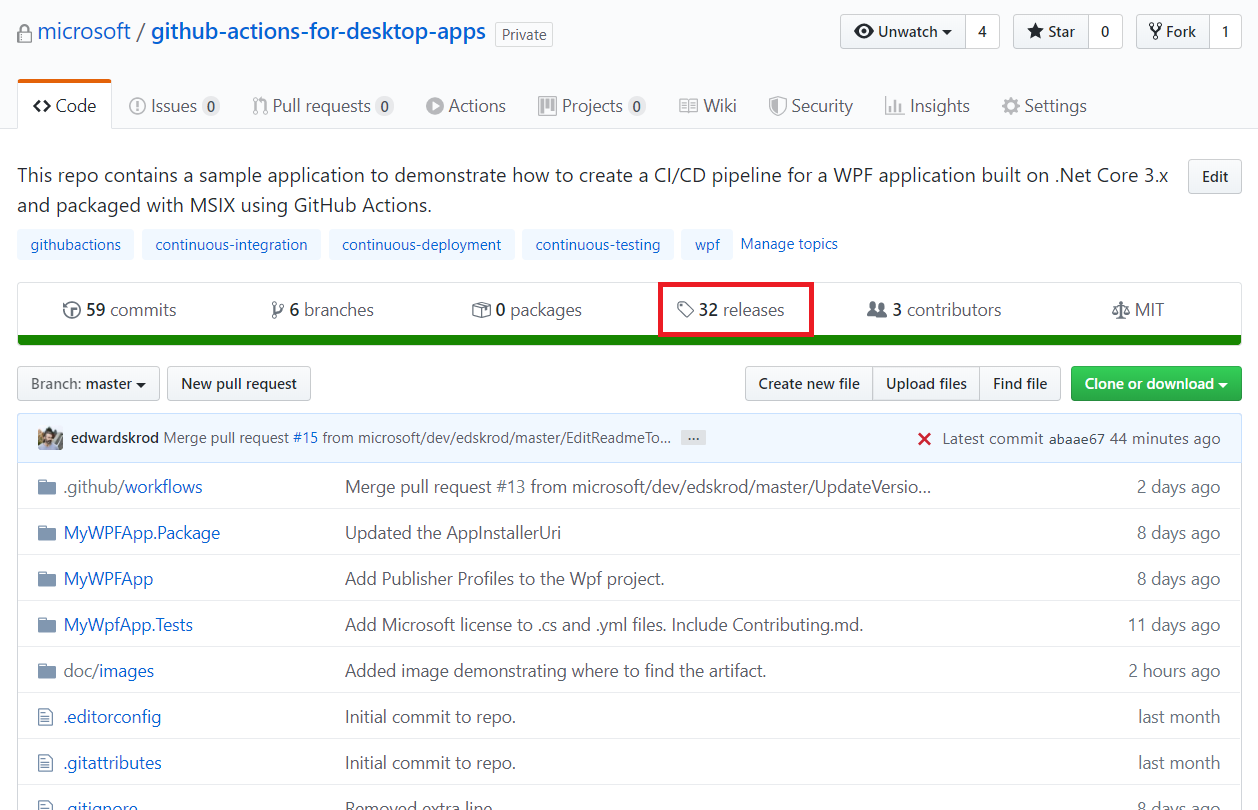 microsoft / github-actions-for-desktop-apps Private Unwatch 4 Star 0 Fork 1
Code Issues 0 Pull requests 0 Actions Projects 0 Wiki Security Insights Settings
This repo contains a sample application to demonstrate how to create a CI/CD pipeline for a WPF application built on .Net Core 3.x Edit
and packaged with MSIX using GitHub Actions.
githubactions continuous-integration continuous-deployment continuous-testing wpf Manage topics
59 commits 6 branches 0 packages 32 releases 3 contributors MIT
Branch: master New pull request Create new file Upload files Find file Clone or download
edwardskrod Merge pull request #15 from microsoft/dev/edskrod/master/EditReadmeTo... ... Latest commit abaae67 44 minutes ago
.github/workflows Merge pull request #13 from microsoft/dev/edskrod/master/UpdateVersio... 2 days ago
MyWPFApp.Package Updated the AppInstallerUri 8 days ago
MyWPFApp Add Publisher Profiles to the Wpf project. 8 days ago
MyWpfApp.Tests Add Microsoft license to .cs and .yml files. Include Contributing.md. 11 days ago
doc/images Added image demonstrating where to find the artifact. 2 hours ago
.editorconfig Initial commit to repo. last month
.gitattributes Initial commit to repo. last month
.gitignore Removed extra line 8 days ago